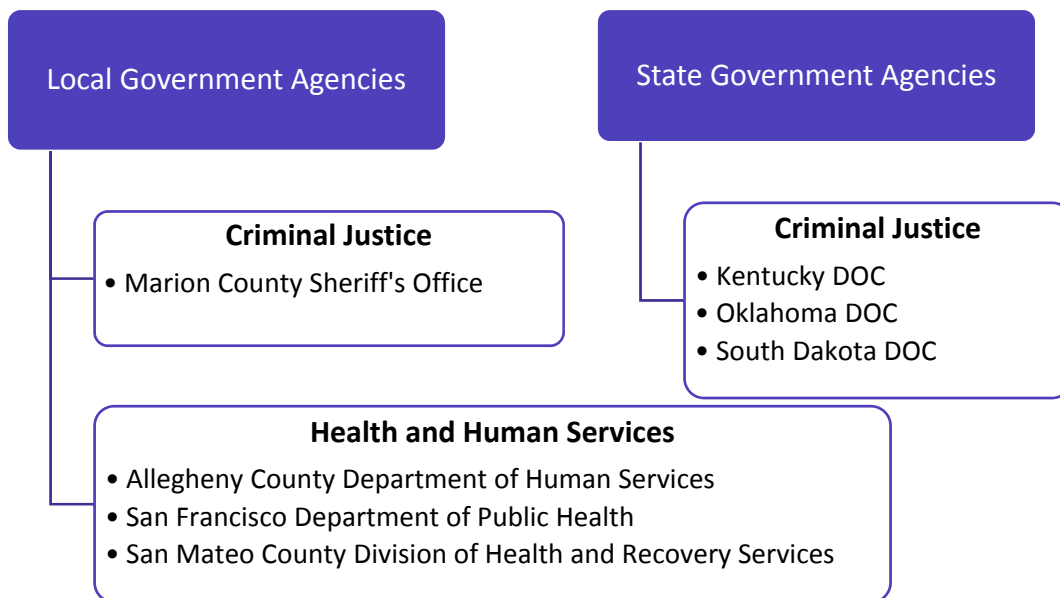 Local Government Agencies
Criminal Justice
• Marion County Sheriff's Office
Health and Human Services
• Allegheny County Department of Human Services
• San Francisco Department of Public Health
• San Mateo County Division of Health and Recovery Services
State Government Agencies
Criminal Justice
• Kentucky DOC
• Oklahoma DOC
• South Dakota DOC